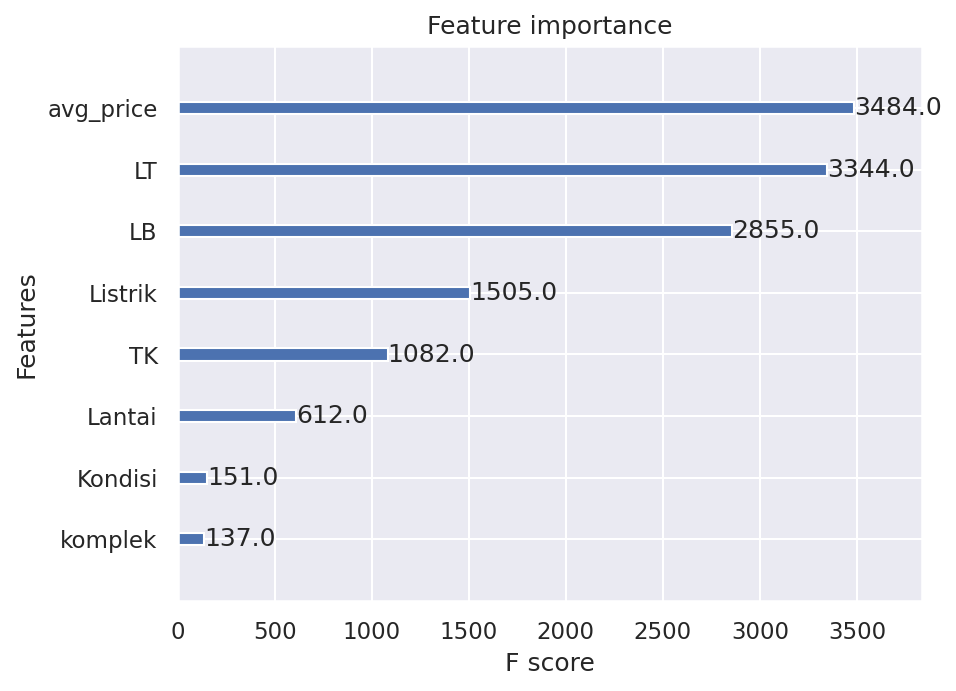 Feature importance
Features
avg_price 3484.0
LT 3344.0
LB 2855.0
Listrik 1505.0
TK 1082.0
Lantai 612.0
Kondisi 151.0
komplek 137.0
0 500 1000 1500 2000 2500 3000 3500
F score